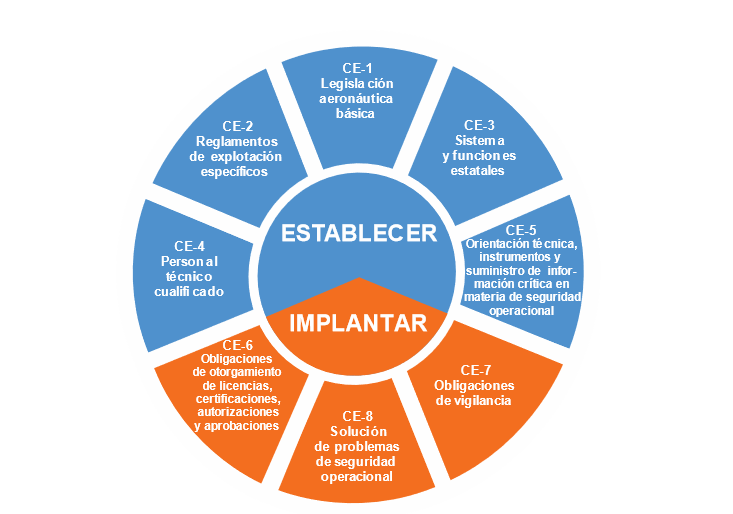 CE-1
Legislación
aeronáutica
básica
CE-2
Reglamentos
de explotación
específicos
CE-3
Sistema
y funciones
estatales
CE-4
Personal
técnico
cualificado
ESTABLECER
CE-5
Orientación técnica,
instrumentos y
suministro de infor-
mación crítica en
materia de seguridad
operacional
IMPLANTAR
CE-6
Obligaciones
de otorgamiento
de licencias,
certificaciones,
autorizaciones
y aprobaciones
CE-7
Obligaciones
de vigilancia
CE-8
Solución
de problemas
de seguridad
operacional